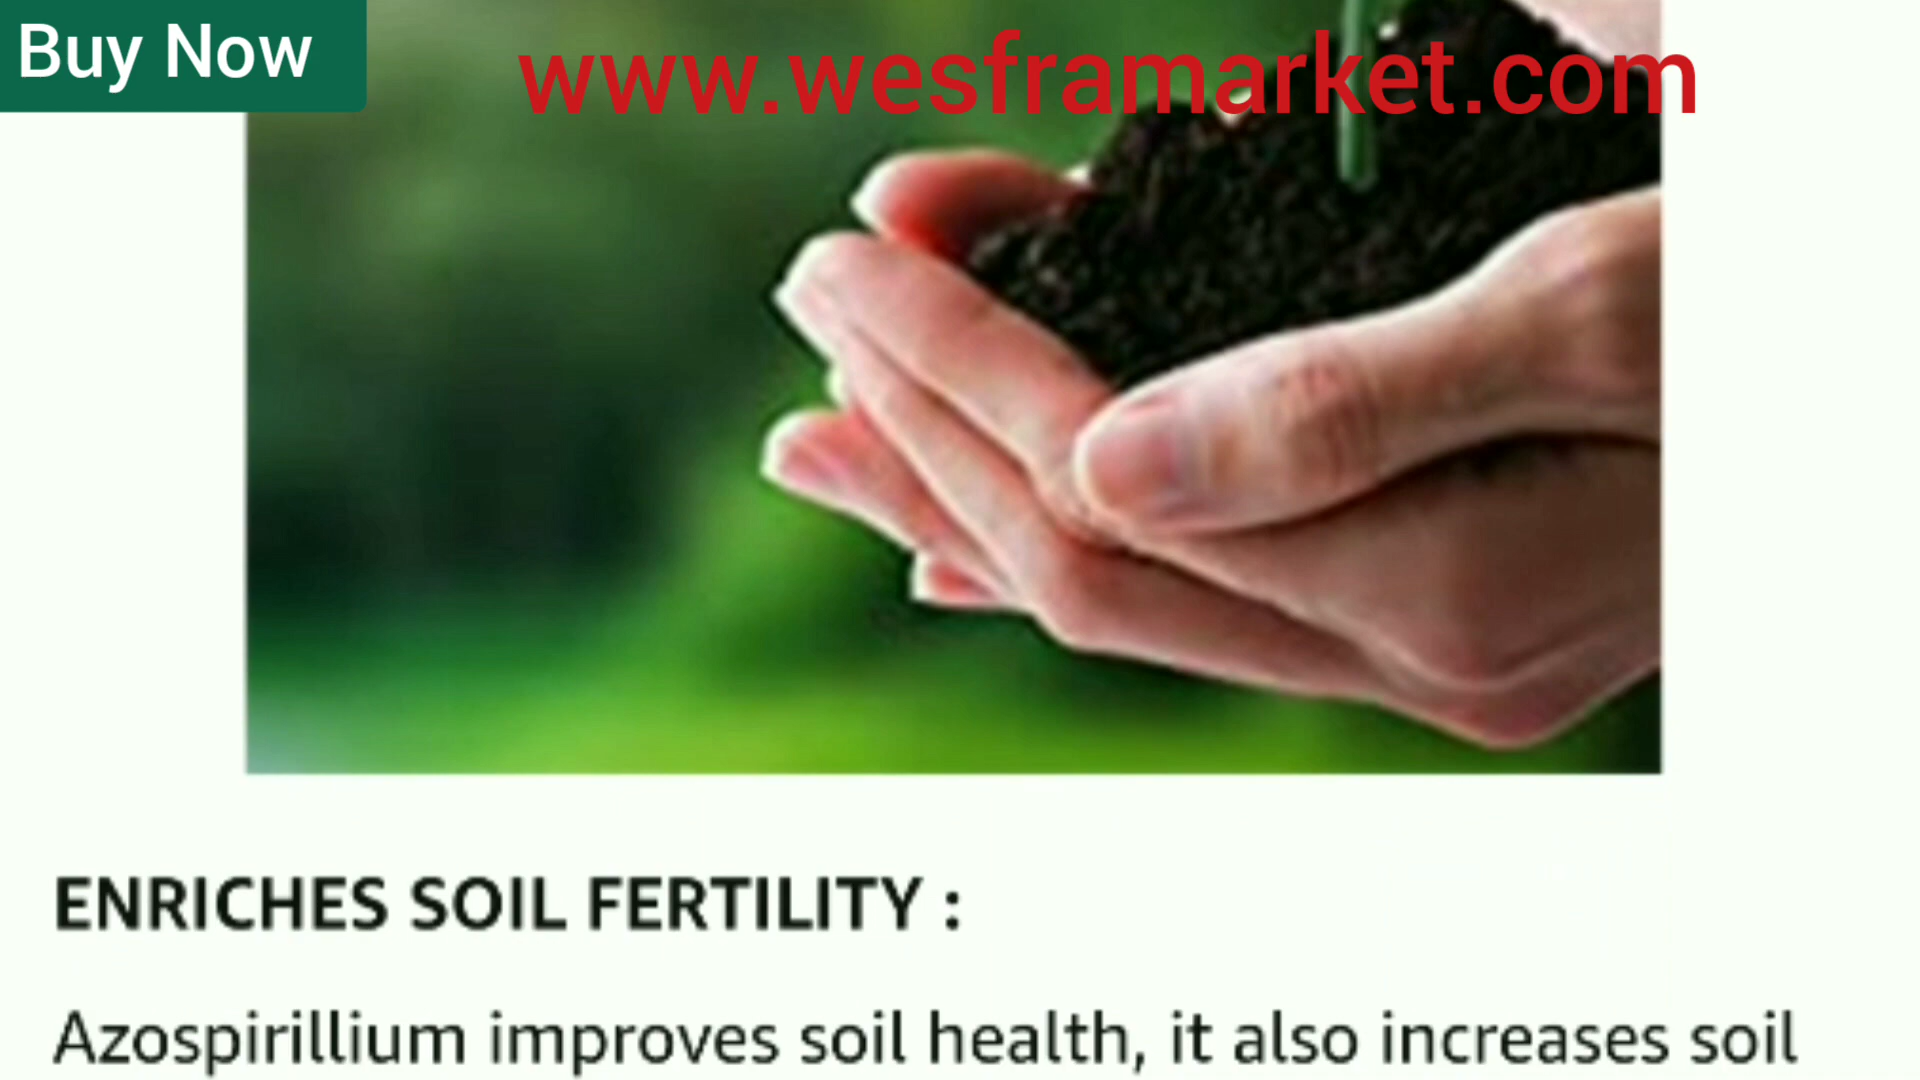 Buy Now
www.wesframarket.com
ENRICHES SOIL FERTILITY :
Azospirillium improves soil health, it also increases soil